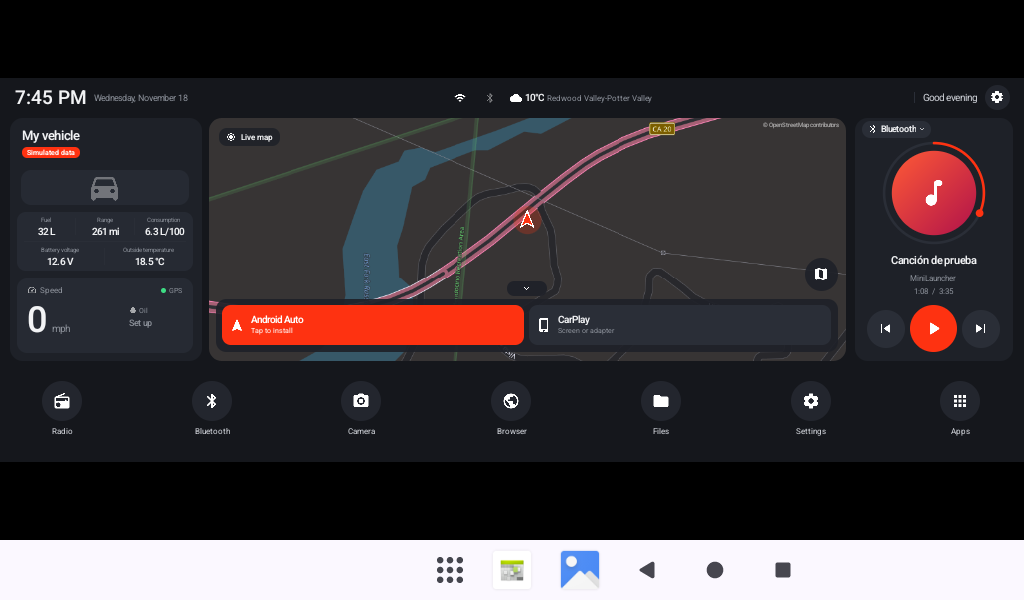 7:45 PM Wednesday, November 18
10°C Redwood Valley-Potter Valley
Good evening
My vehicle
Simulated data
Fuel Range Consumption
32 L 261 mi 6.3 L/100
Battery voltage Outside temperature
12.6 V 18.5 °C
Speed GPS
0 mph
Oil
Set up
Live map
CA 20
© OpenStreetMap contributors
Android Auto
Tap to install
CarPlay
Screen or adapter
Bluetooth
Canción de prueba
MiniLauncher
1:08 / 3:35
Radio
Bluetooth
Camera
Browser
Files
Settings
Apps